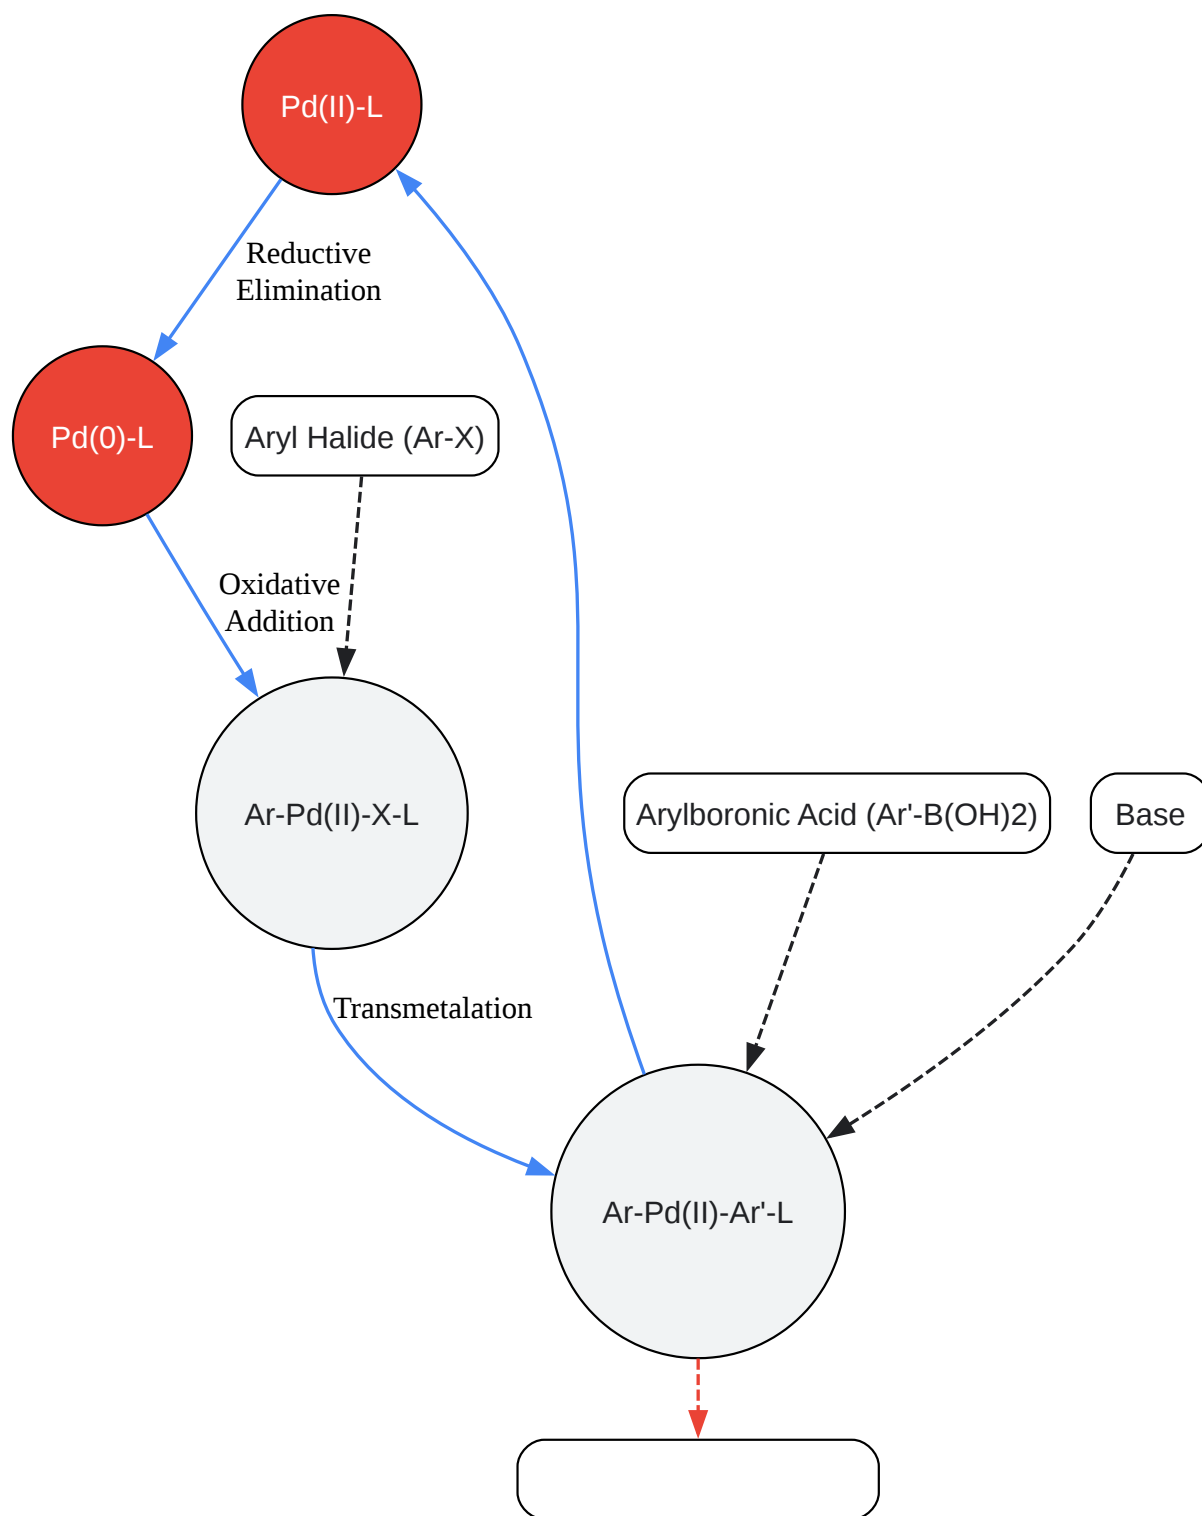 Pd(II)-L
Reductive
Elimination
Pd(0)-L
Aryl Halide (Ar-X)
Oxidative
Addition
Ar-Pd(II)-X-L
Arylboronic Acid (Ar'-B(OH)2)
Base
Transmetalation
Ar-Pd(II)-Ar'-L